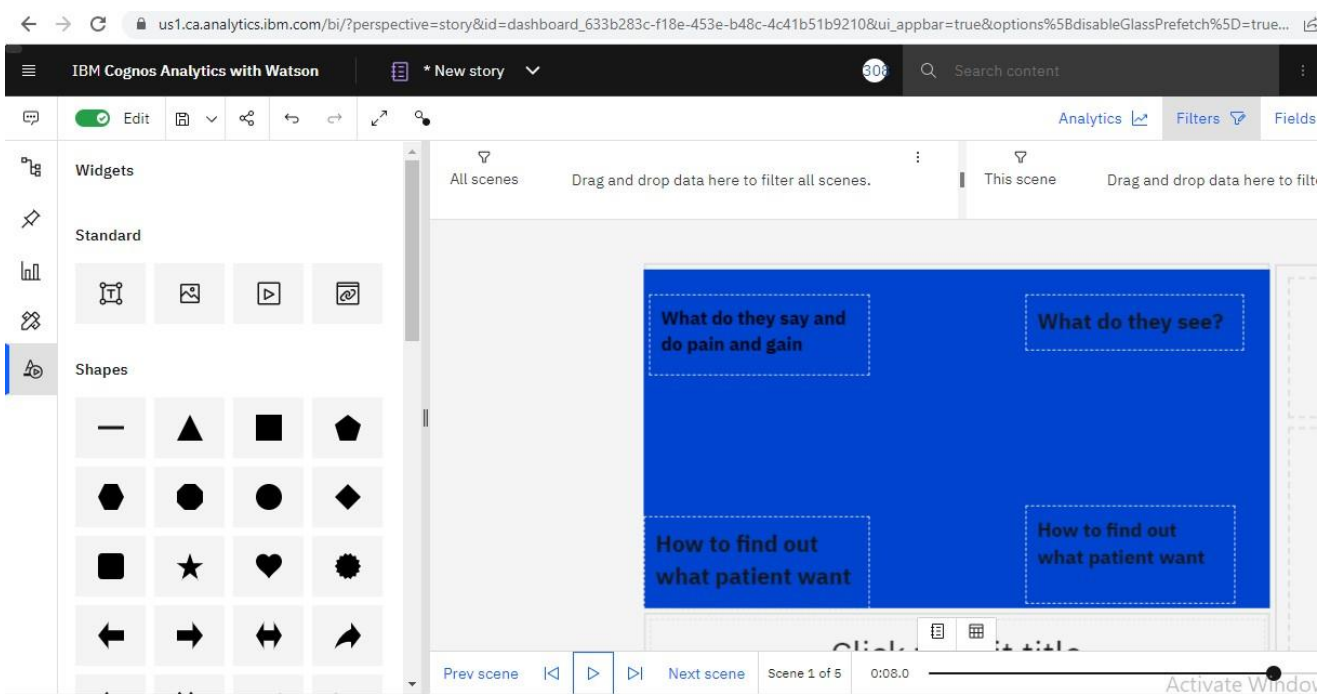 us1.ca.analytics.ibm.com/bi/?perspective=story&id=dashboard_633b283c-f18e-453e-b48c-4c41b51b9210&ui_appbar=true&options%5BdisableGlassPrefetch%5D=true...
IBM Cognos Analytics with Watson
* New story
308
Search content
Edit
Analytics
Filters
Fields
Widgets
All scenes
Drag and drop data here to filter all scenes.
This scene
Drag and drop data here to filt
Standard
What do they say and
do pain and gain
What do they see?
Shapes
How to find out
what patient want
How to find out
what patient want
Prev scene
Next scene
Scene 1 of 5
0:08.0
Activate Window